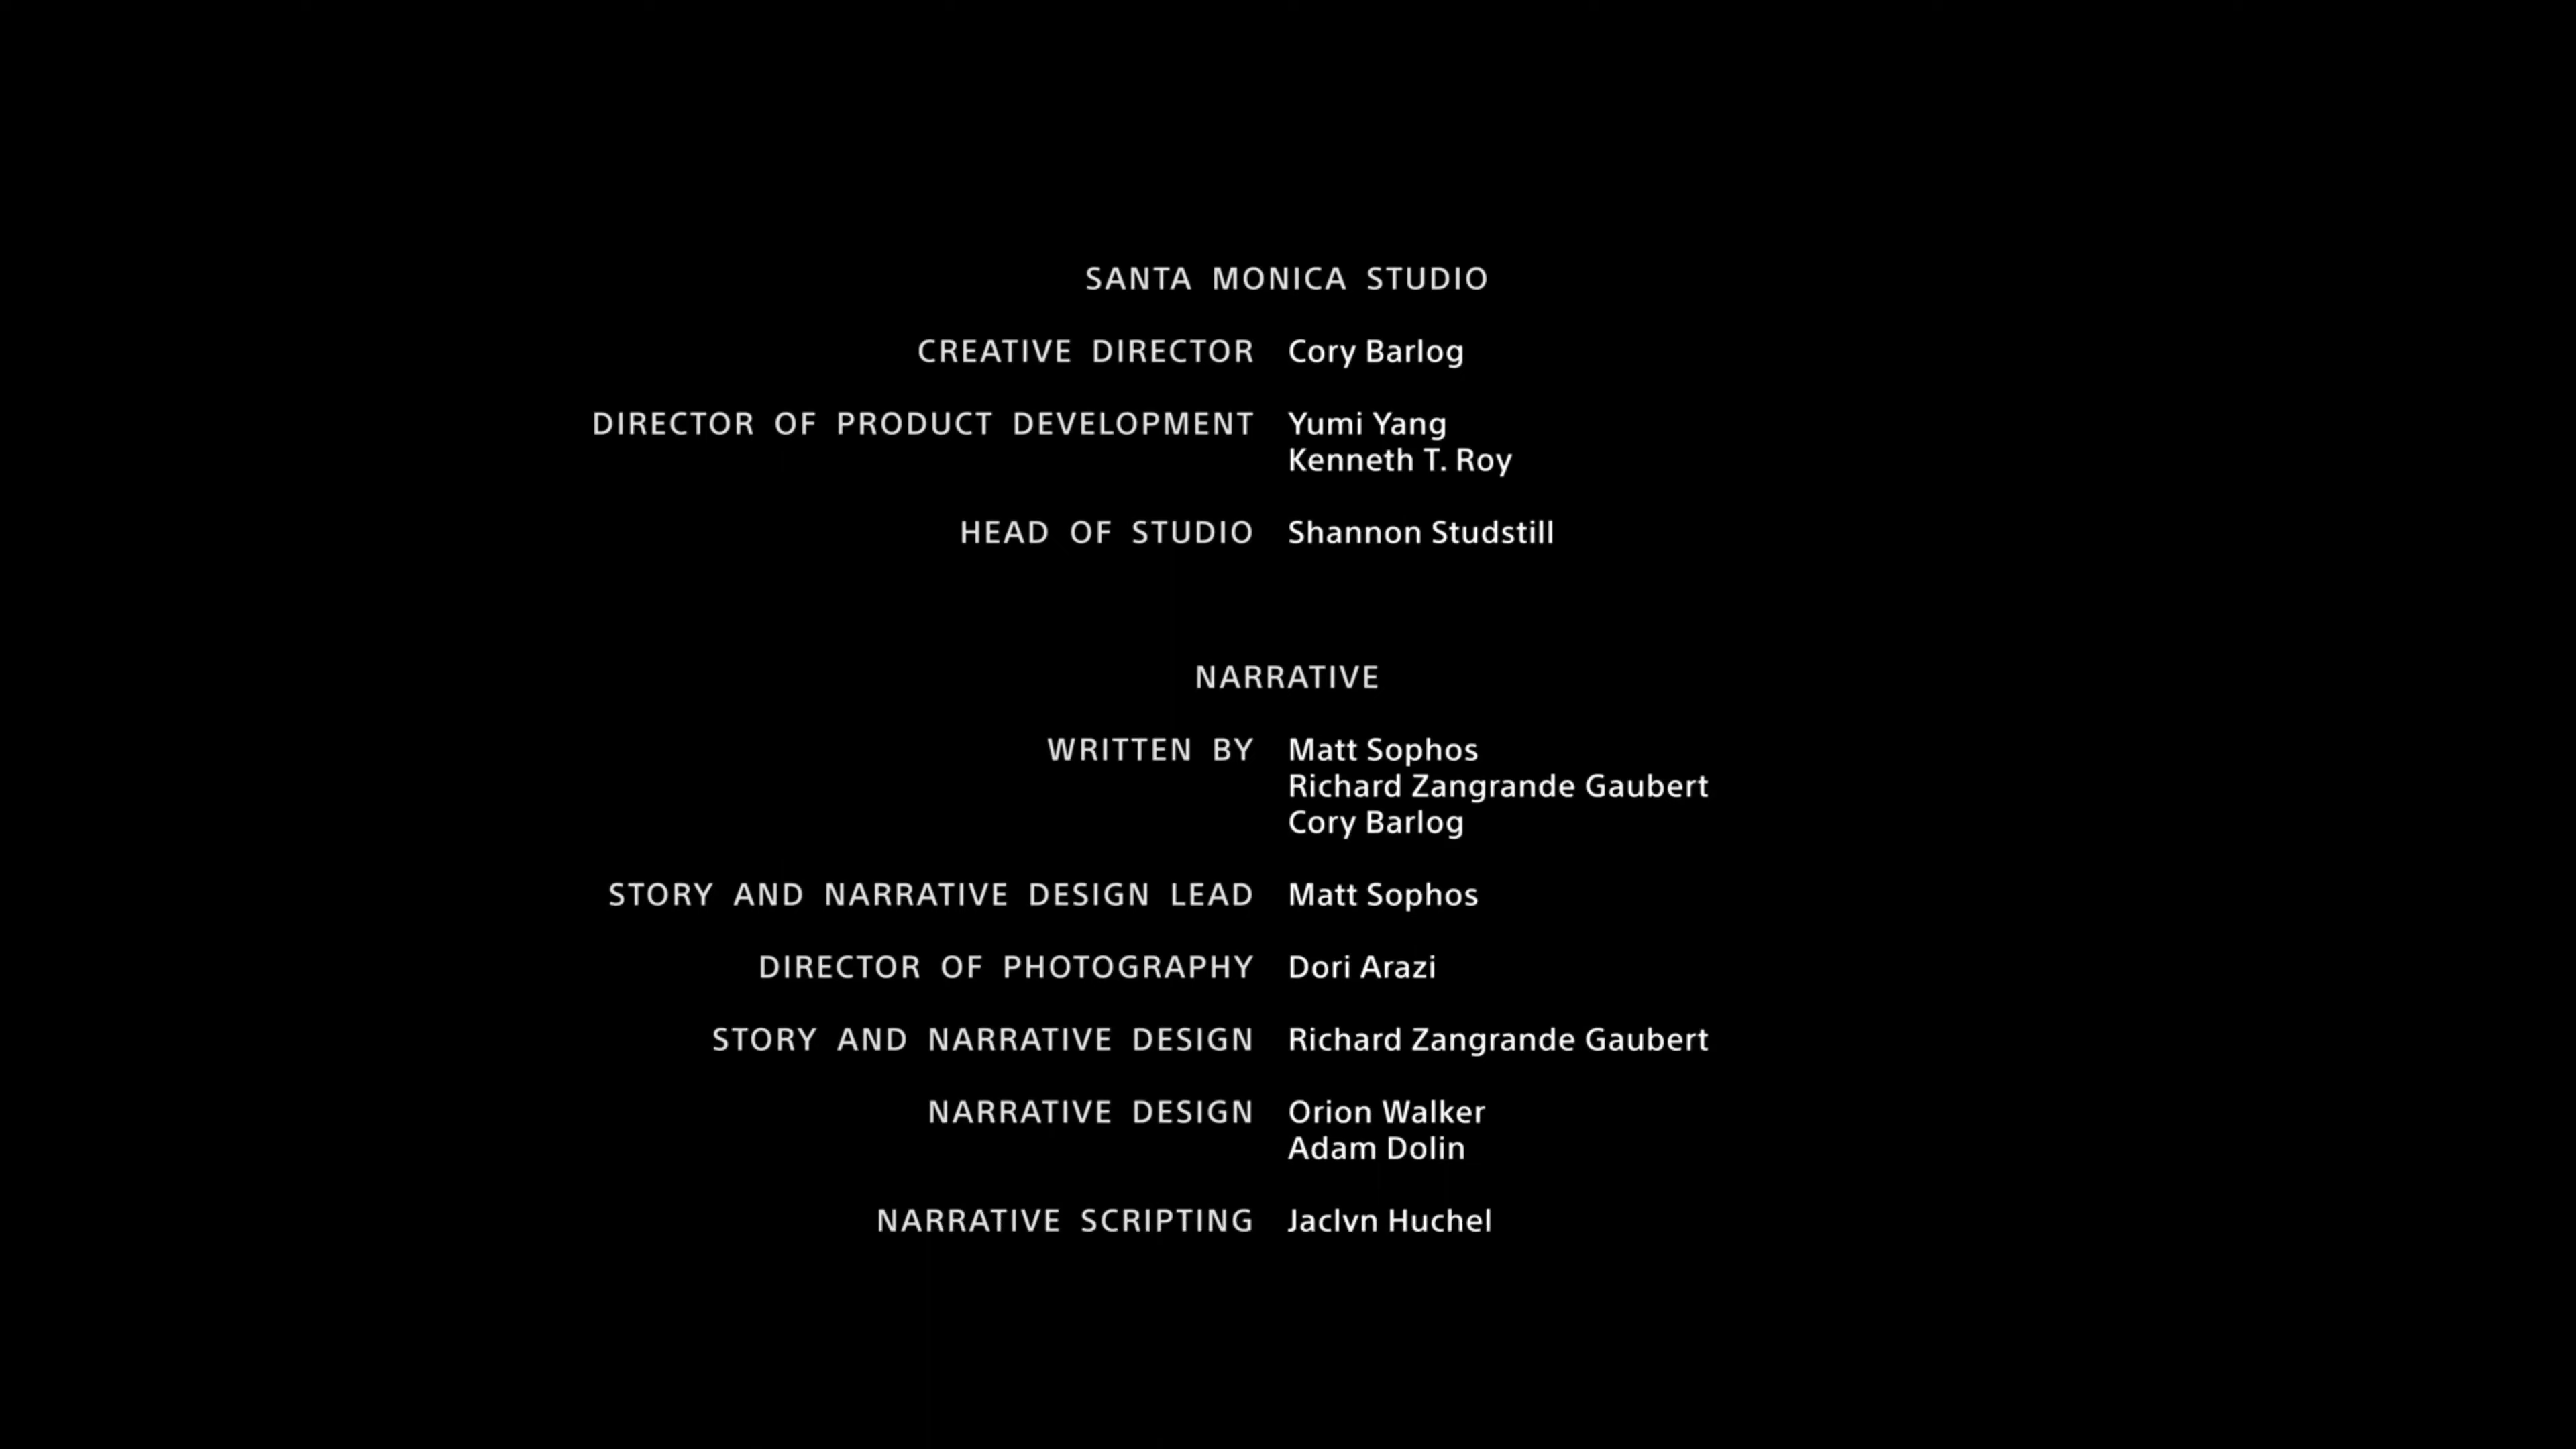 SANTA MONICA STUDIO
CREATIVE DIRECTOR Cory Barlog
DIRECTOR OF PRODUCT DEVELOPMENT Yumi Yang
Kenneth T. Roy
HEAD OF STUDIO Shannon Studstill
NARRATIVE
WRITTEN BY Matt Sophos
Richard Zangrande Gaubert
Cory Barlog
STORY AND NARRATIVE DESIGN LEAD Matt Sophos
DIRECTOR OF PHOTOGRAPHY Dori Arazi
STORY AND NARRATIVE DESIGN Richard Zangrande Gaubert
NARRATIVE DESIGN Orion Walker
Adam Dolin
NARRATIVE SCRIPTING Jaclyn Huchel